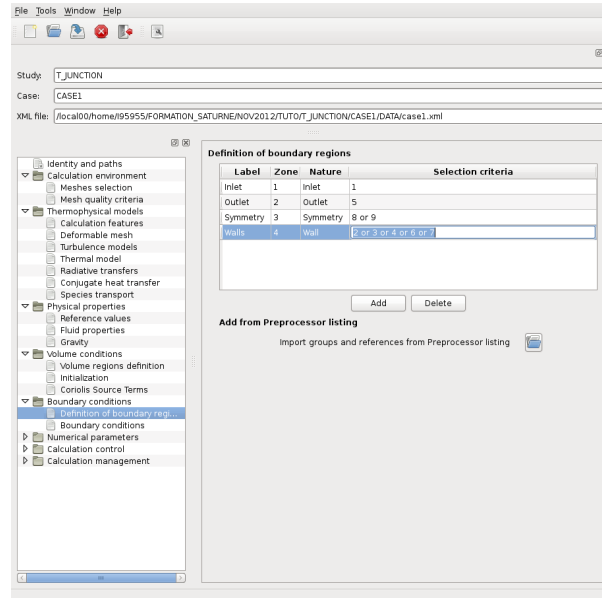 File Tools Window Help
Study: T_JUNCTION
Case: CASE1
XML file: /local00/home/I95955/FORMATION_SATURNE/NOV2012/TUTO/T_JUNCTION/CASE1/DATA/case1.xml
Identity and paths
Calculation environment
Meshes selection
Mesh quality criteria
Thermophysical models
Calculation features
Deformable mesh
Turbulence models
Thermal model
Radiative transfers
Conjugate heat transfer
Species transport
Physical properties
Reference values
Fluid properties
Gravity
Volume conditions
Volume regions definition
Initialization
Coriolis Source Terms
Boundary conditions
Definition of boundary regi...
Boundary conditions
Numerical parameters
Calculation control
Calculation management
Definition of boundary regions
Label Zone Nature Selection criteria
Inlet 1 Inlet 1
Outlet 2 Outlet 5
Symmetry 3 Symmetry 8 or 9
Walls 4 Wall 2 or 3 or 4 or 6 or 7
Add Delete
Add from Preprocessor listing
Import groups and references from Preprocessor listing